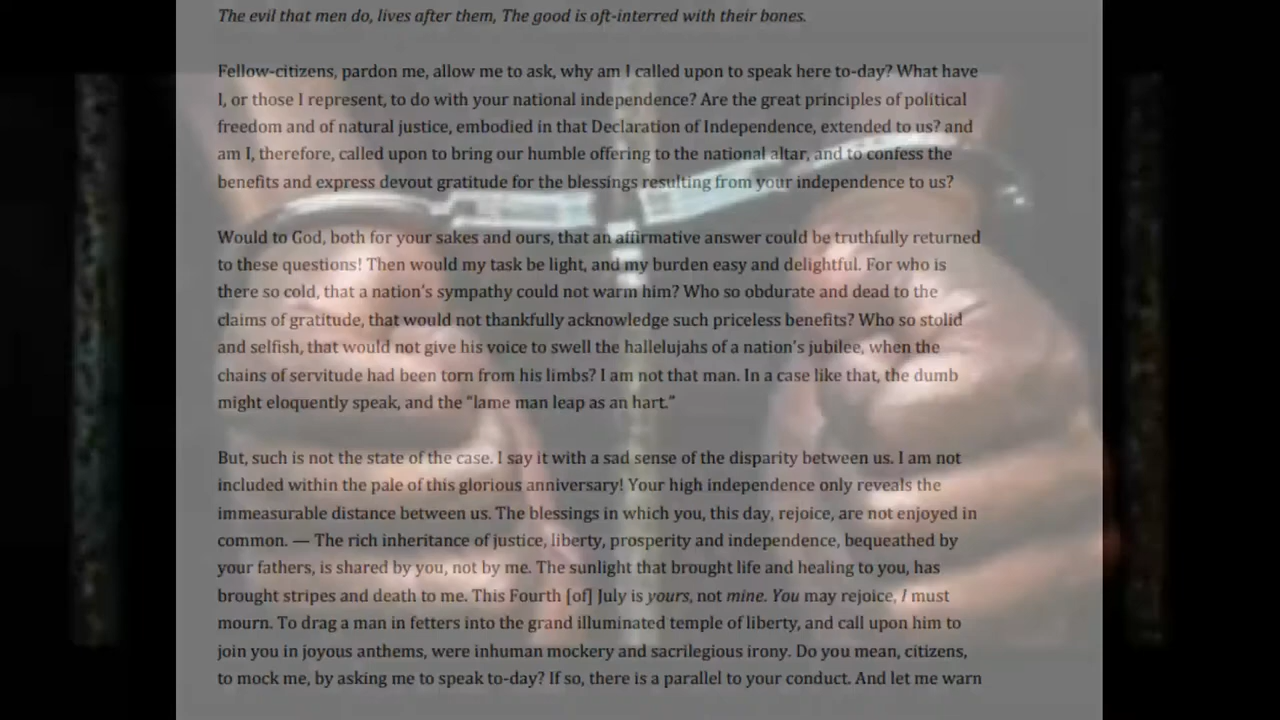 The evil that men do, lives after them, The good is oft-interred with their bones.
Fellow-citizens, pardon me, allow me to ask, why am I called upon to speak here to-day? What have
I, or those I represent, to do with your national independence? Are the great principles of political
freedom and of natural justice, embodied in that Declaration of Independence, extended to us? and
am I, therefore, called upon to bring our humble offering to the national altar, and to confess the
benefits and express devout gratitude for the blessings resulting from your independence to us?
Would to God, both for your sakes and ours, that an affirmative answer could be truthfully returned
to these questions! Then would my task be light, and my burden easy and delightful. For who is
there so cold, that a nation’s sympathy could not warm him? Who so obdurate and dead to the
claims of gratitude, that would not thankfully acknowledge such priceless benefits? Who so stolid
and selfish, that would not give his voice to swell the hallelujahs of a nation’s jubilee, when the
chains of servitude had been torn from his limbs? I am not that man. In a case like that, the dumb
might eloquently speak, and the “lame man leap as an hart.”
But, such is not the state of the case. I say it with a sad sense of the disparity between us. I am not
included within the pale of this glorious anniversary! Your high independence only reveals the
immeasurable distance between us. The blessings in which you, this day, rejoice, are not enjoyed in
common. — The rich inheritance of justice, liberty, prosperity and independence, bequeathed by
your fathers, is shared by you, not by me. The sunlight that brought life and healing to you, has
brought stripes and death to me. This Fourth [of] July is yours, not mine. You may rejoice, I must
mourn. To drag a man in fetters into the grand illuminated temple of liberty, and call upon him to
join you in joyous anthems, were inhuman mockery and sacrilegious irony. Do you mean, citizens,
to mock me, by asking me to speak to-day? If so, there is a parallel to your conduct. And let me warn